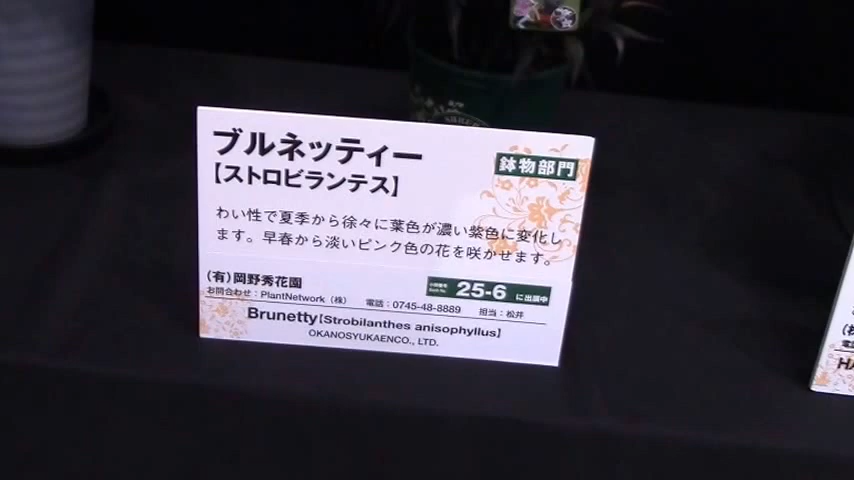 ブルネッティー
【ストロビランテス】
鉢物部門
わい性で夏季から徐々に葉色が濃い紫色に変化し
ます。早春から淡いピンク色の花を咲かせます。
(有)岡野秀花園
25-6 に出展中
お問合わせ：PlantNetwork（株） 電話：0745-48-8889 担当：松井
Brunetty【Strobilanthes anisophyllus】
OKANOSYUKAENCO., LTD.